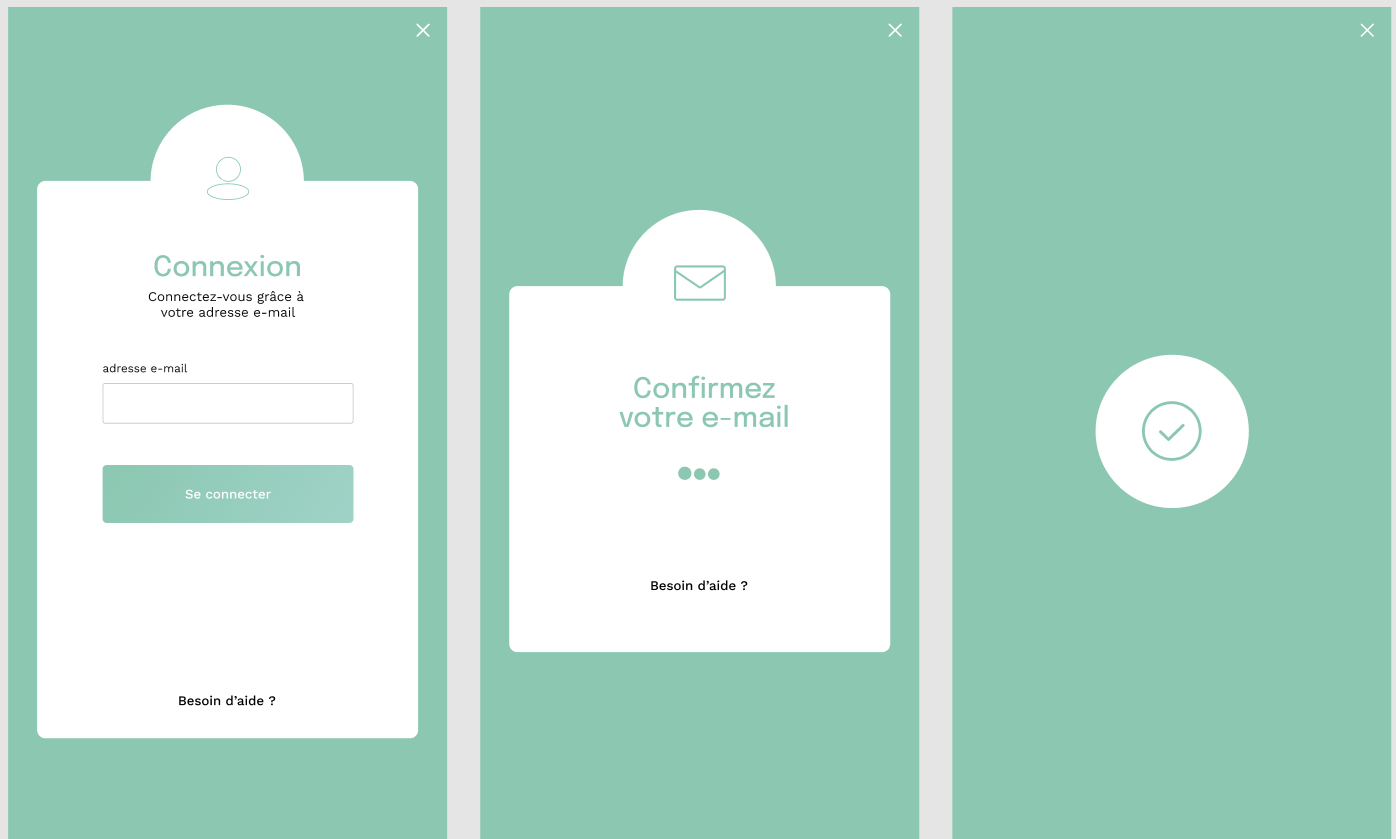 Connexion
Connectez-vous grâce à
votre adresse e-mail
adresse e-mail
Se connecter
Besoin d’aide ?
Confirmez
votre e-mail
Besoin d’aide ?